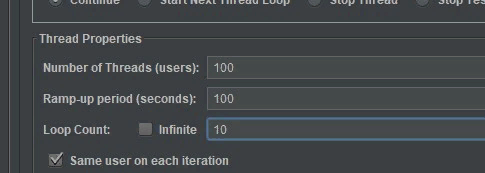 Continue Start Next Thread Loop Stop Thread Stop Tes
Thread Properties
Number of Threads (users): 100
Ramp-up period (seconds): 100
Loop Count: Infinite 10
Same user on each iteration